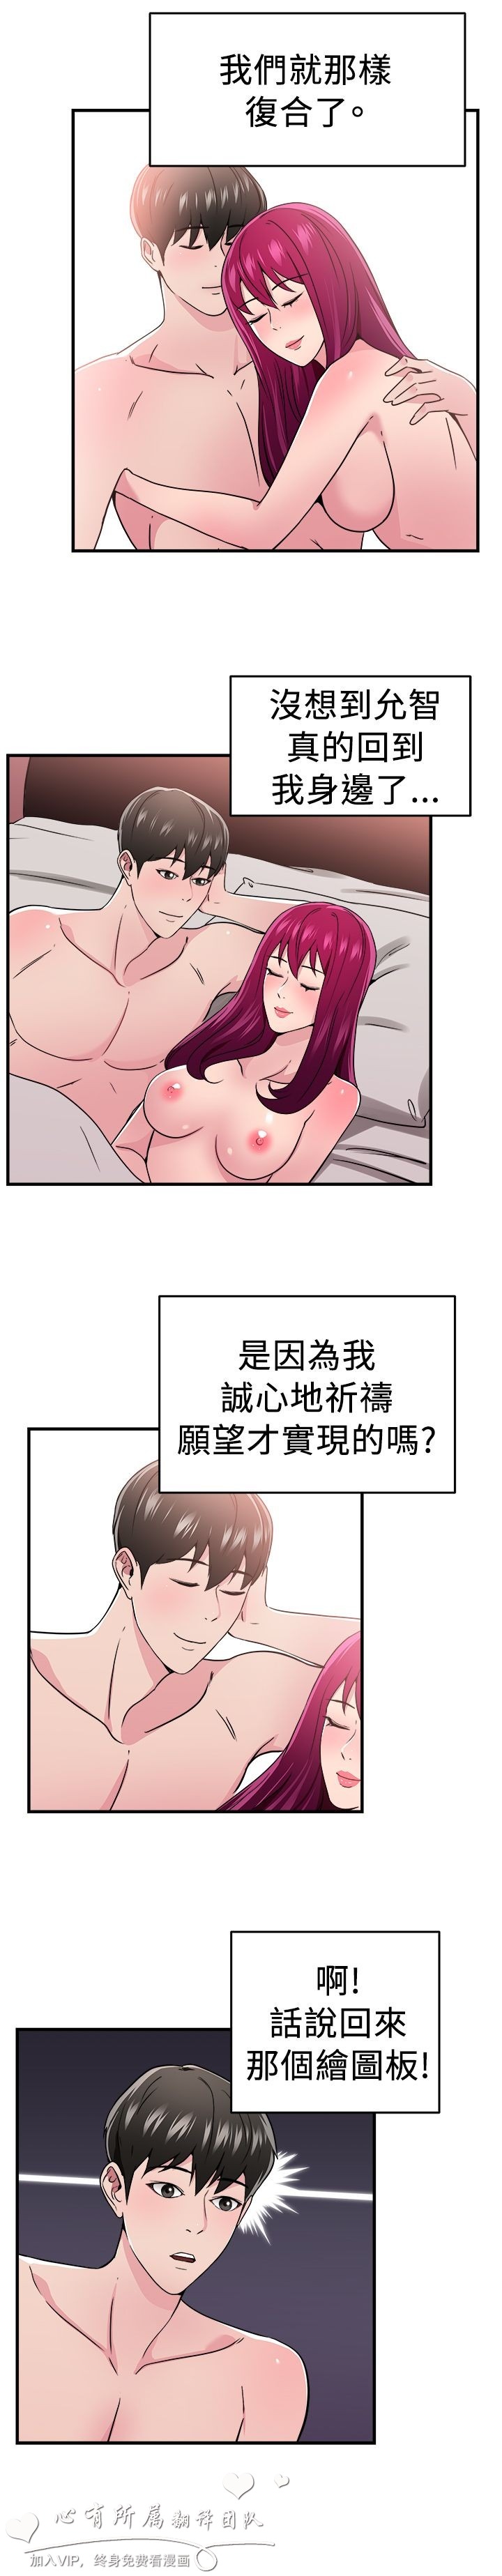 我們就那樣
復合了。
沒想到允智
真的回到
我身邊了...
是因為我
誠心地祈禱
願望才實現的嗎?
啊!
話說回來
那個繪圖板!
心有所属翻译团队
加入VIP，终身免费看漫画